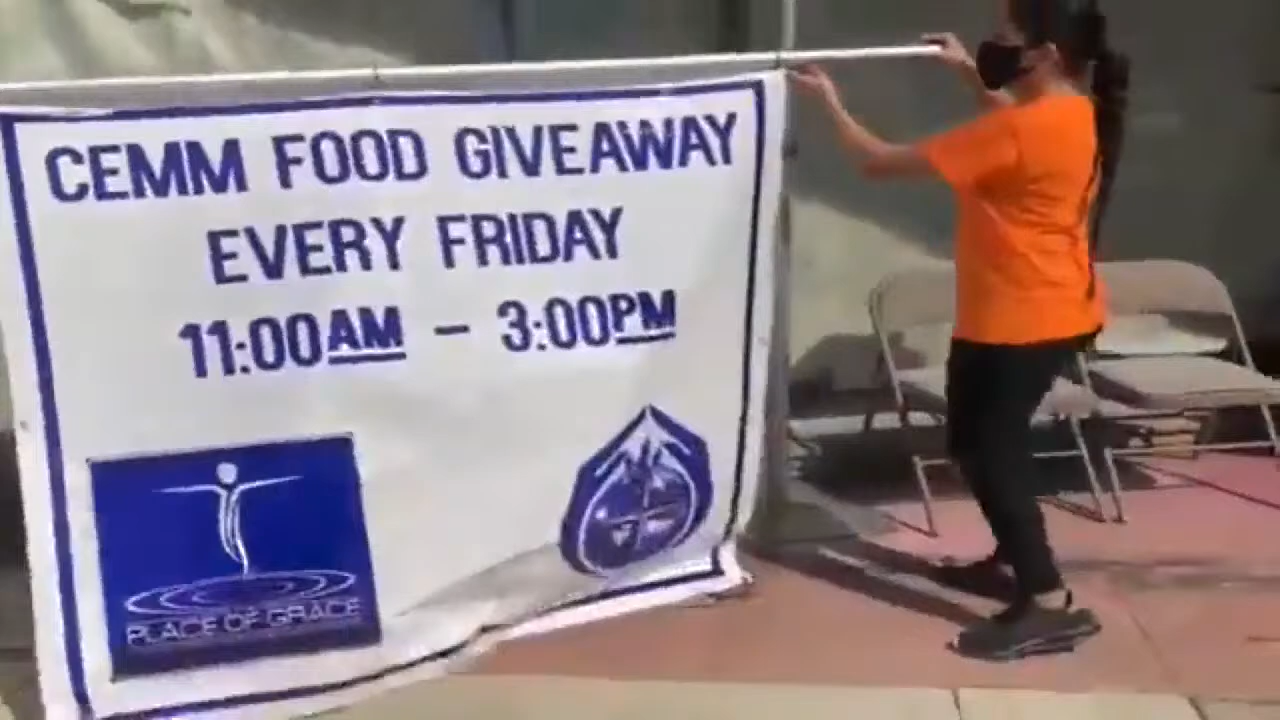 CEMM FOOD GIVEAWAY
EVERY FRIDAY
11:00AM - 3:00PM
PLACE OF GRACE